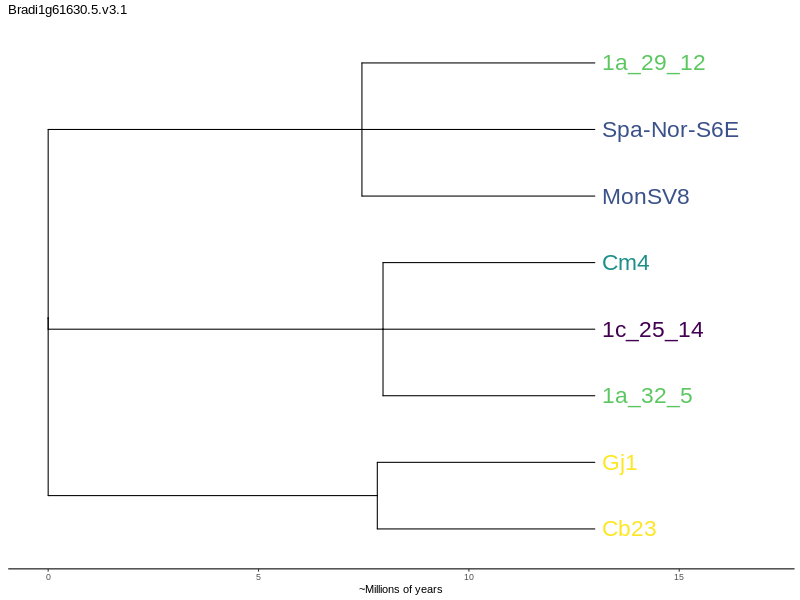 Bradi1g61630.5.v3.1
1a_29_12
Spa-Nor-S6E
MonSV8
Cm4
1c_25_14
1a_32_5
Gj1
Cb23
0 5 10 15
~Millions of years